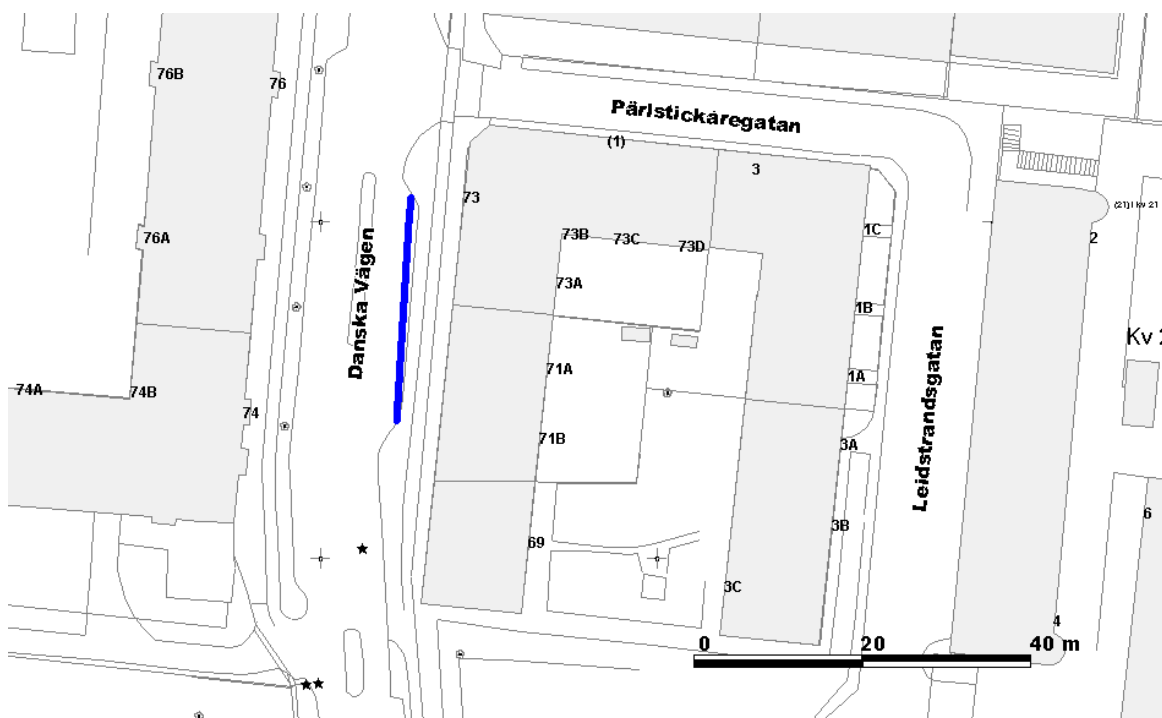 76B
76
Pärlstickaregatan
(1)
3
73
(21) i kv 21
2
76A
73B
73C
73D
1C
73A
1B
Danska Vägen
Leidstrandsgatan
Kv 2
71A
1A
74A
74B
74
71B
3A
6
3B
69
3C
4
0 20 40 m